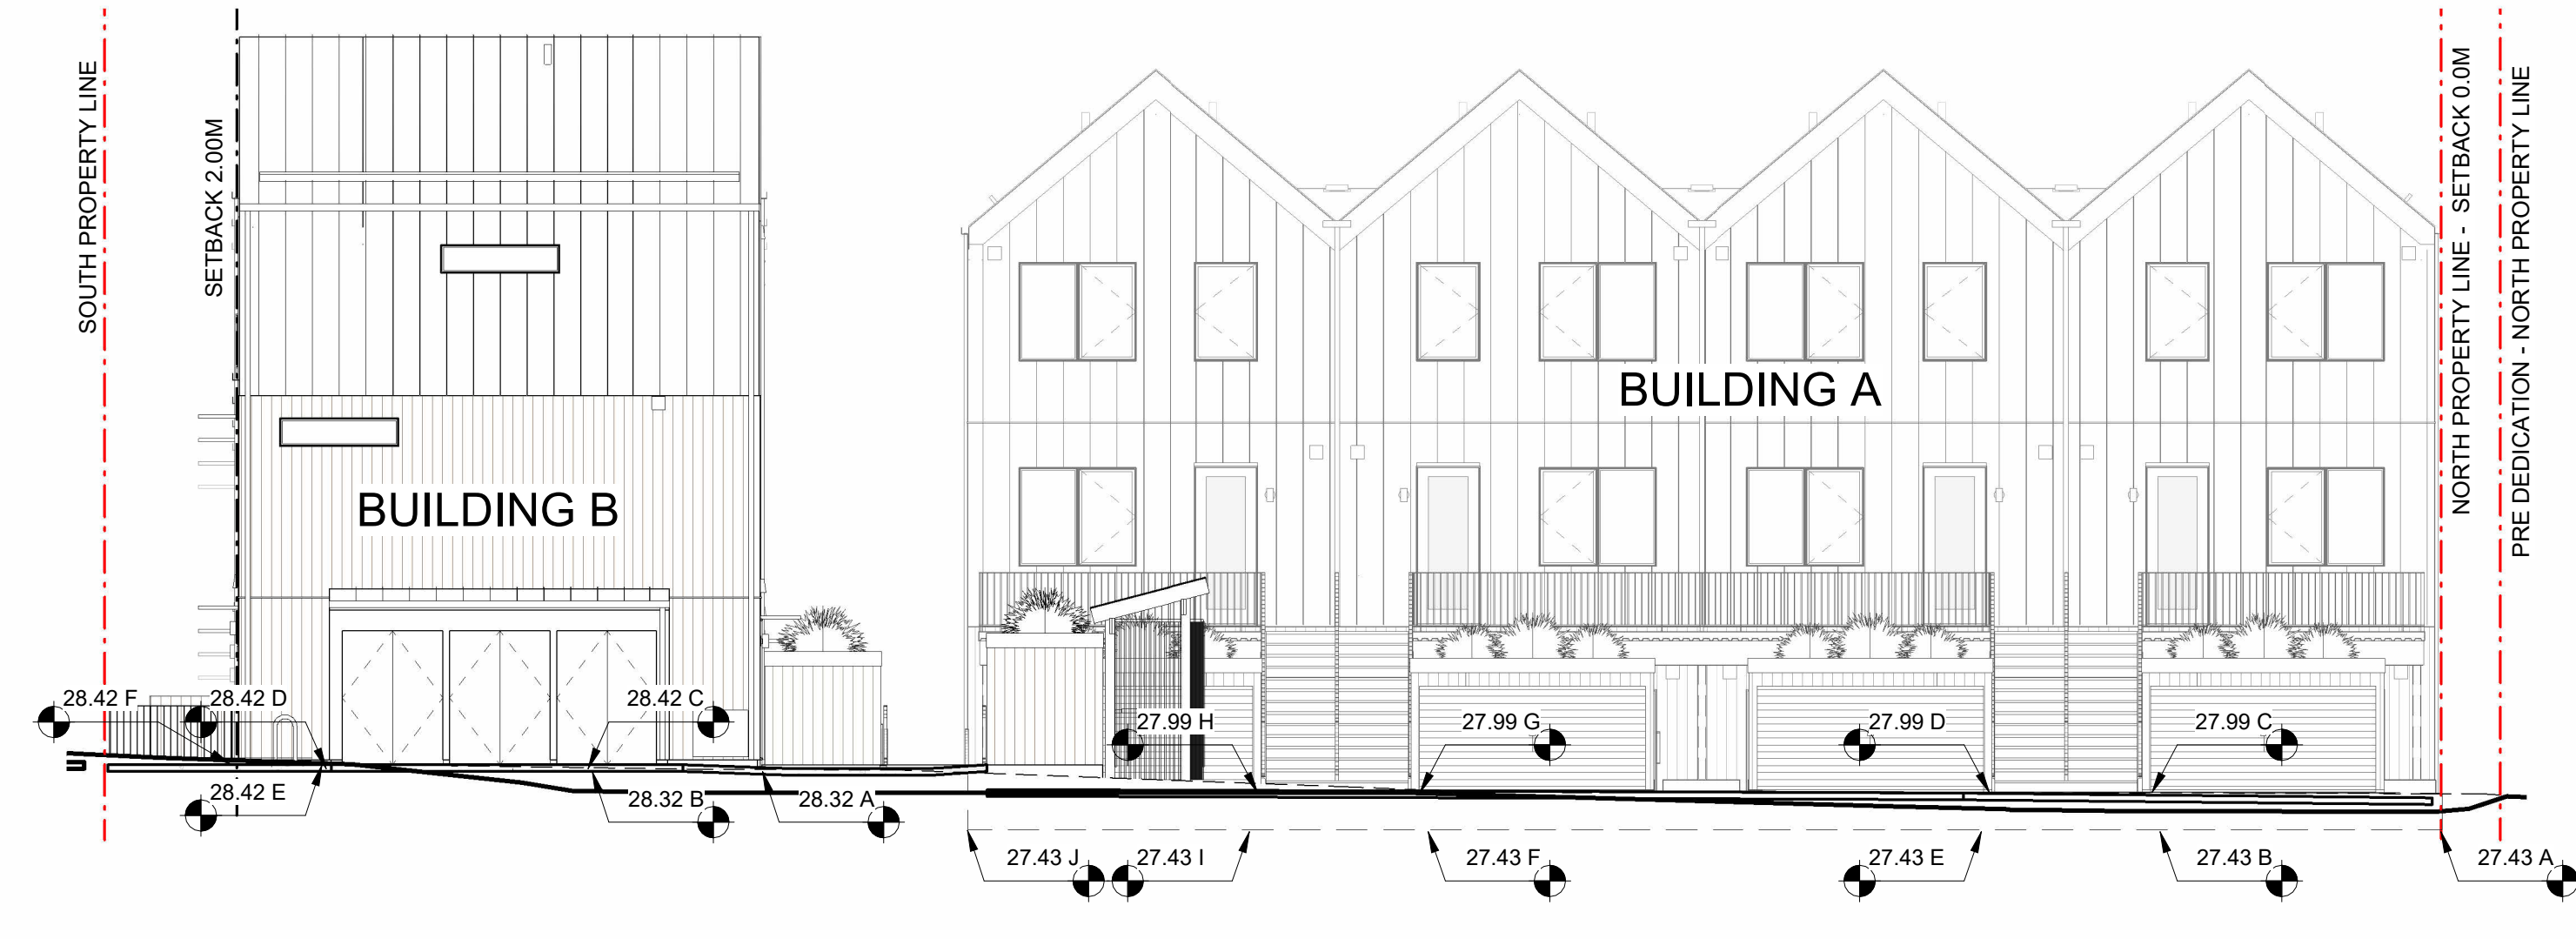 SOUTH PROPERTY LINE
SETBACK 2.00M
BUILDING B
BUILDING A
NORTH PROPERTY LINE - SETBACK 0.0M
PRE DEDICATION - NORTH PROPERTY LINE
28.42 F
28.42 D
28.42 C
27.99 H
27.99 G
27.99 D
27.99 C
28.42 E
28.32 B
28.32 A
27.43 J
27.43 I
27.43 F
27.43 E
27.43 B
27.43 A